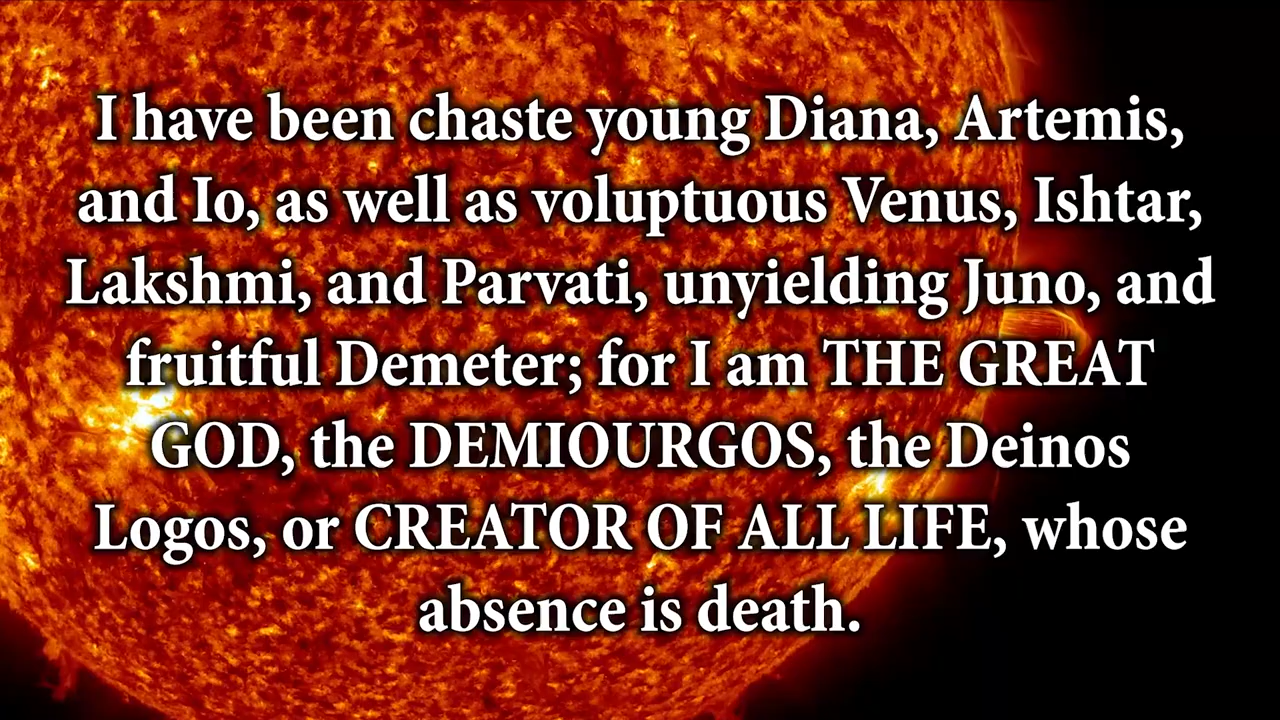 I have been chaste young Diana, Artemis,
and Io, as well as voluptuous Venus, Ishtar,
Lakshmi, and Parvati, unyielding Juno, and
fruitful Demeter; for I am THE GREAT
GOD, the DEMIOURGOS, the Deinos
Logos, or CREATOR OF ALL LIFE, whose
absence is death.